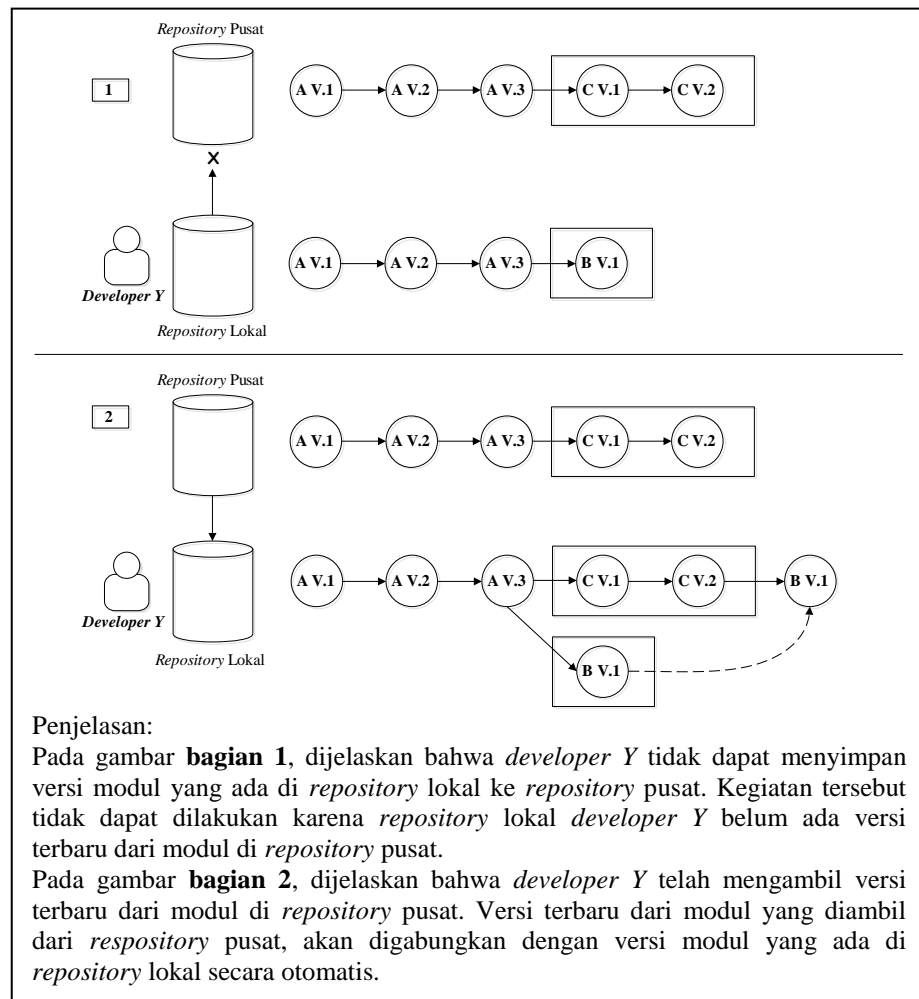 Repository Pusat
1
A V.1 A V.2 A V.3 C V.1 C V.2
X
A V.1 A V.2 A V.3 B V.1
Developer Y
Repository Lokal
Repository Pusat
2
A V.1 A V.2 A V.3 C V.1 C V.2
A V.1 A V.2 A V.3 C V.1 C V.2 B V.1
Developer Y
Repository Lokal
B V.1
Penjelasan:
Pada gambar bagian 1, dijelaskan bahwa developer Y tidak dapat menyimpan
versi modul yang ada di repository lokal ke repository pusat. Kegiatan tersebut
tidak dapat dilakukan karena repository lokal developer Y belum ada versi
terbaru dari modul di repository pusat.
Pada gambar bagian 2, dijelaskan bahwa developer Y telah mengambil versi
terbaru dari modul di repository pusat. Versi terbaru dari modul yang diambil
dari respository pusat, akan digabungkan dengan versi modul yang ada di
repository lokal secara otomatis.